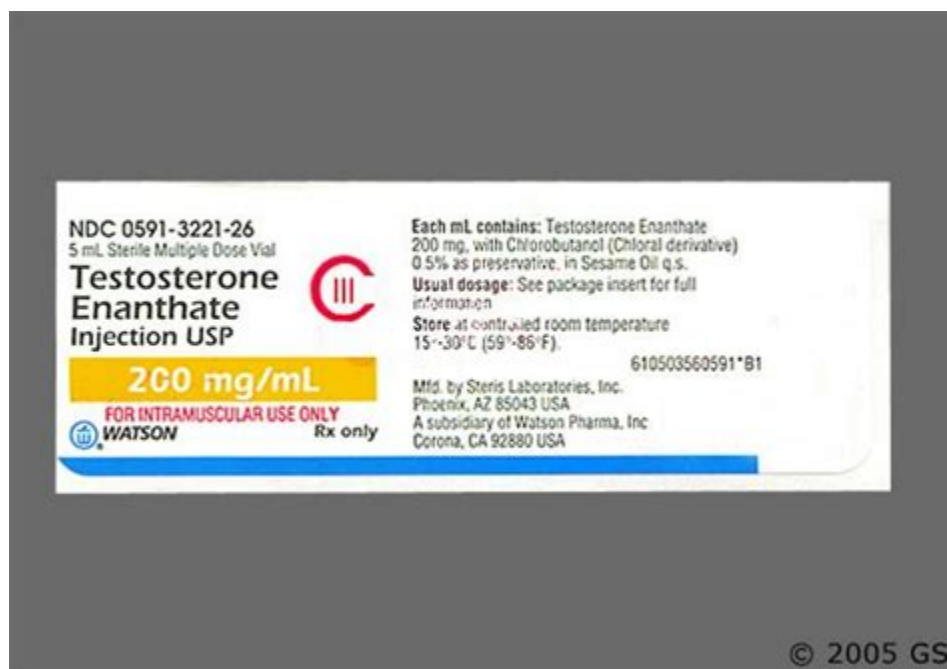 NDC 0591-3221-26
5 mL Sterile Multiple Dose Vial
Testosterone
Enanthate
Injection USP
CIII
200 mg/mL
FOR INTRAMUSCULAR USE ONLY
WATSON
Rx only
Each mL contains: Testosterone Enanthate
200 mg, with Chlorobutanol (Chloral derivative)
0.5% as preservative, in Sesame Oil q.s.
Usual dosage: See package insert for full
information
Store at controlled room temperature
15°-30°C (59°-86°F).
610503560591*B1
Mfd. by Steris Laboratories, Inc.
Phoenix, AZ 85043 USA
A subsidiary of Watson Pharma, Inc
Corona, CA 92880 USA
© 2005 GS